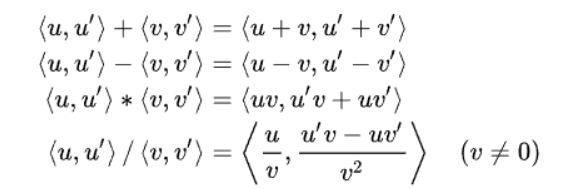 ⟨u, u′⟩ + ⟨v, v′⟩ = ⟨u + v, u′ + v′⟩
⟨u, u′⟩ − ⟨v, v′⟩ = ⟨u − v, u′ − v′⟩
⟨u, u′⟩ * ⟨v, v′⟩ = ⟨uv, u′v + uv′⟩
⟨u, u′⟩ / ⟨v, v′⟩ = ⟨u/v, (u′v − uv′)/v²⟩ (v ≠ 0)